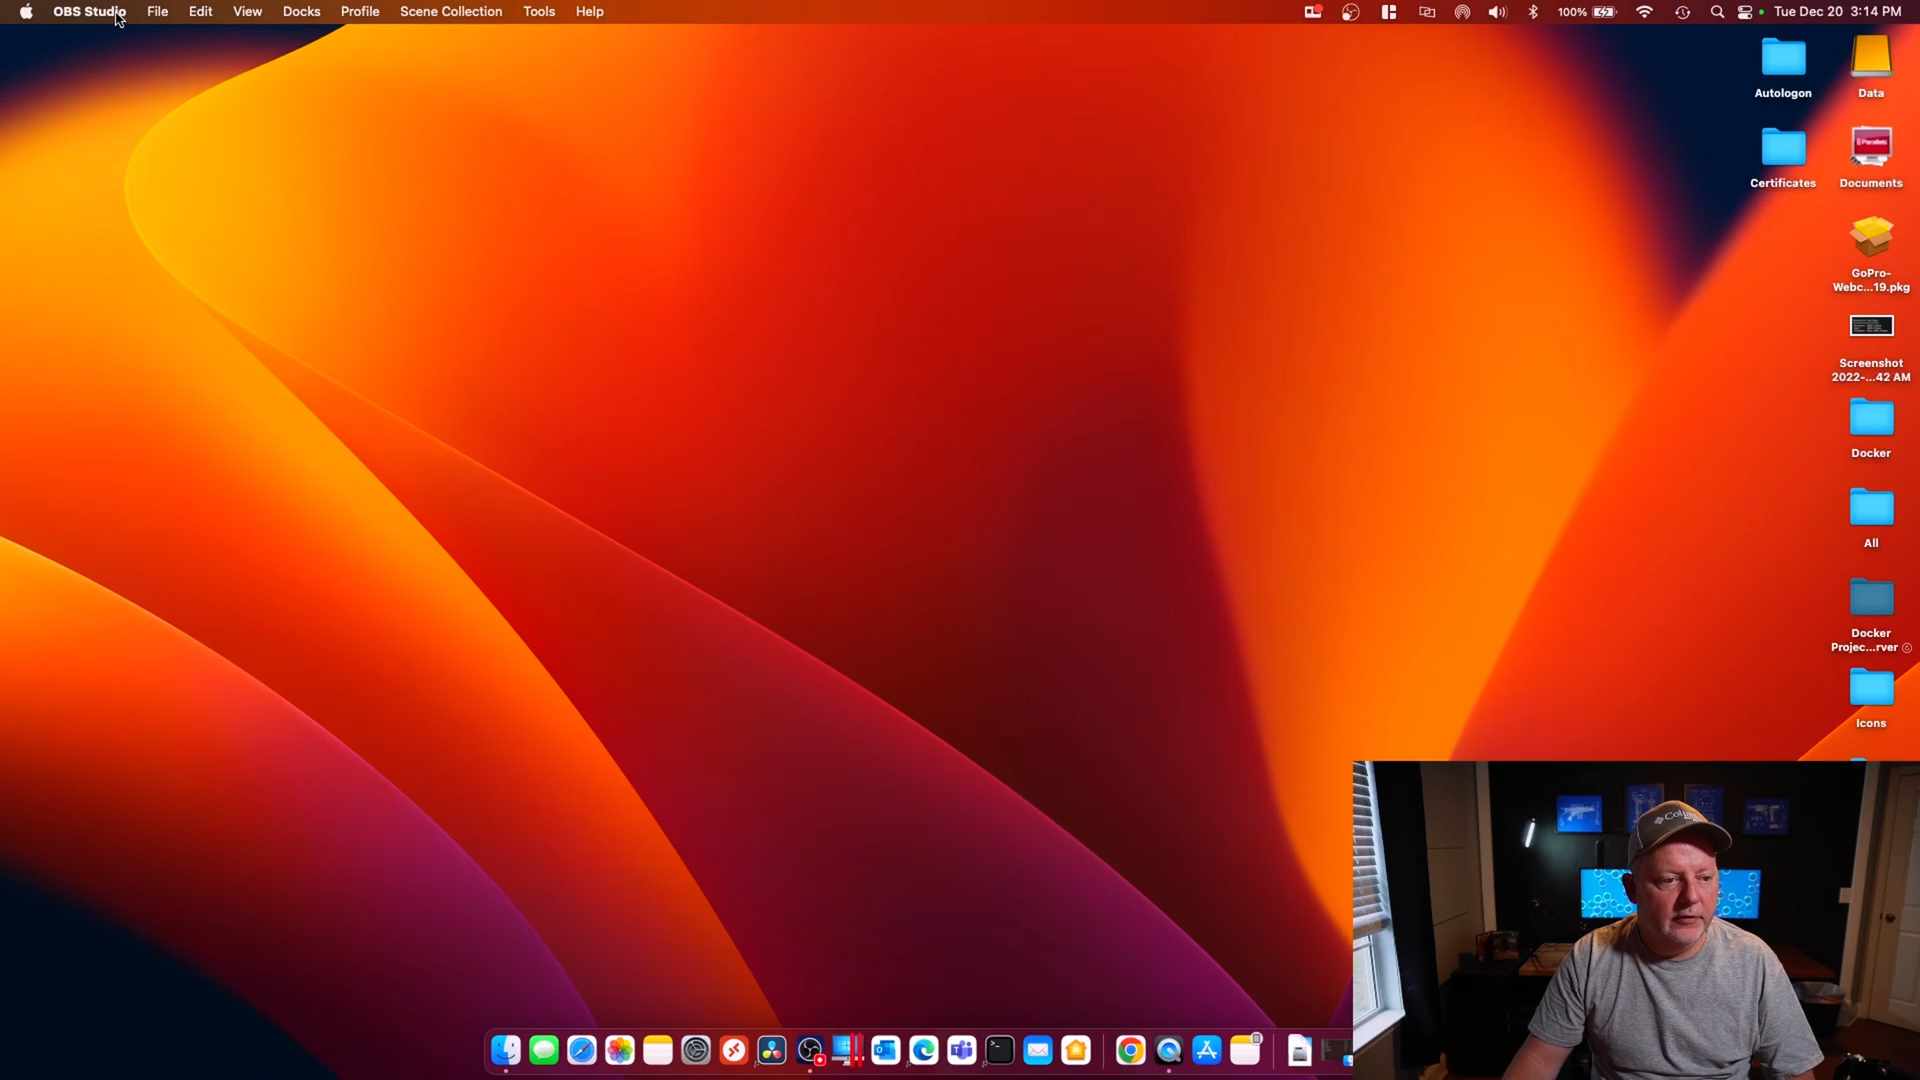 OBS Studio File Edit View Docks Profile Scene Collection Tools Help 100% Tue Dec 20 3:14 PM
Autologon
Data
Certificates
Parallels
Documents
GoPro-
Webc...19.pkg
Screenshot
2022-...42 AM
Docker
All
Docker
Projec...rver
Icons